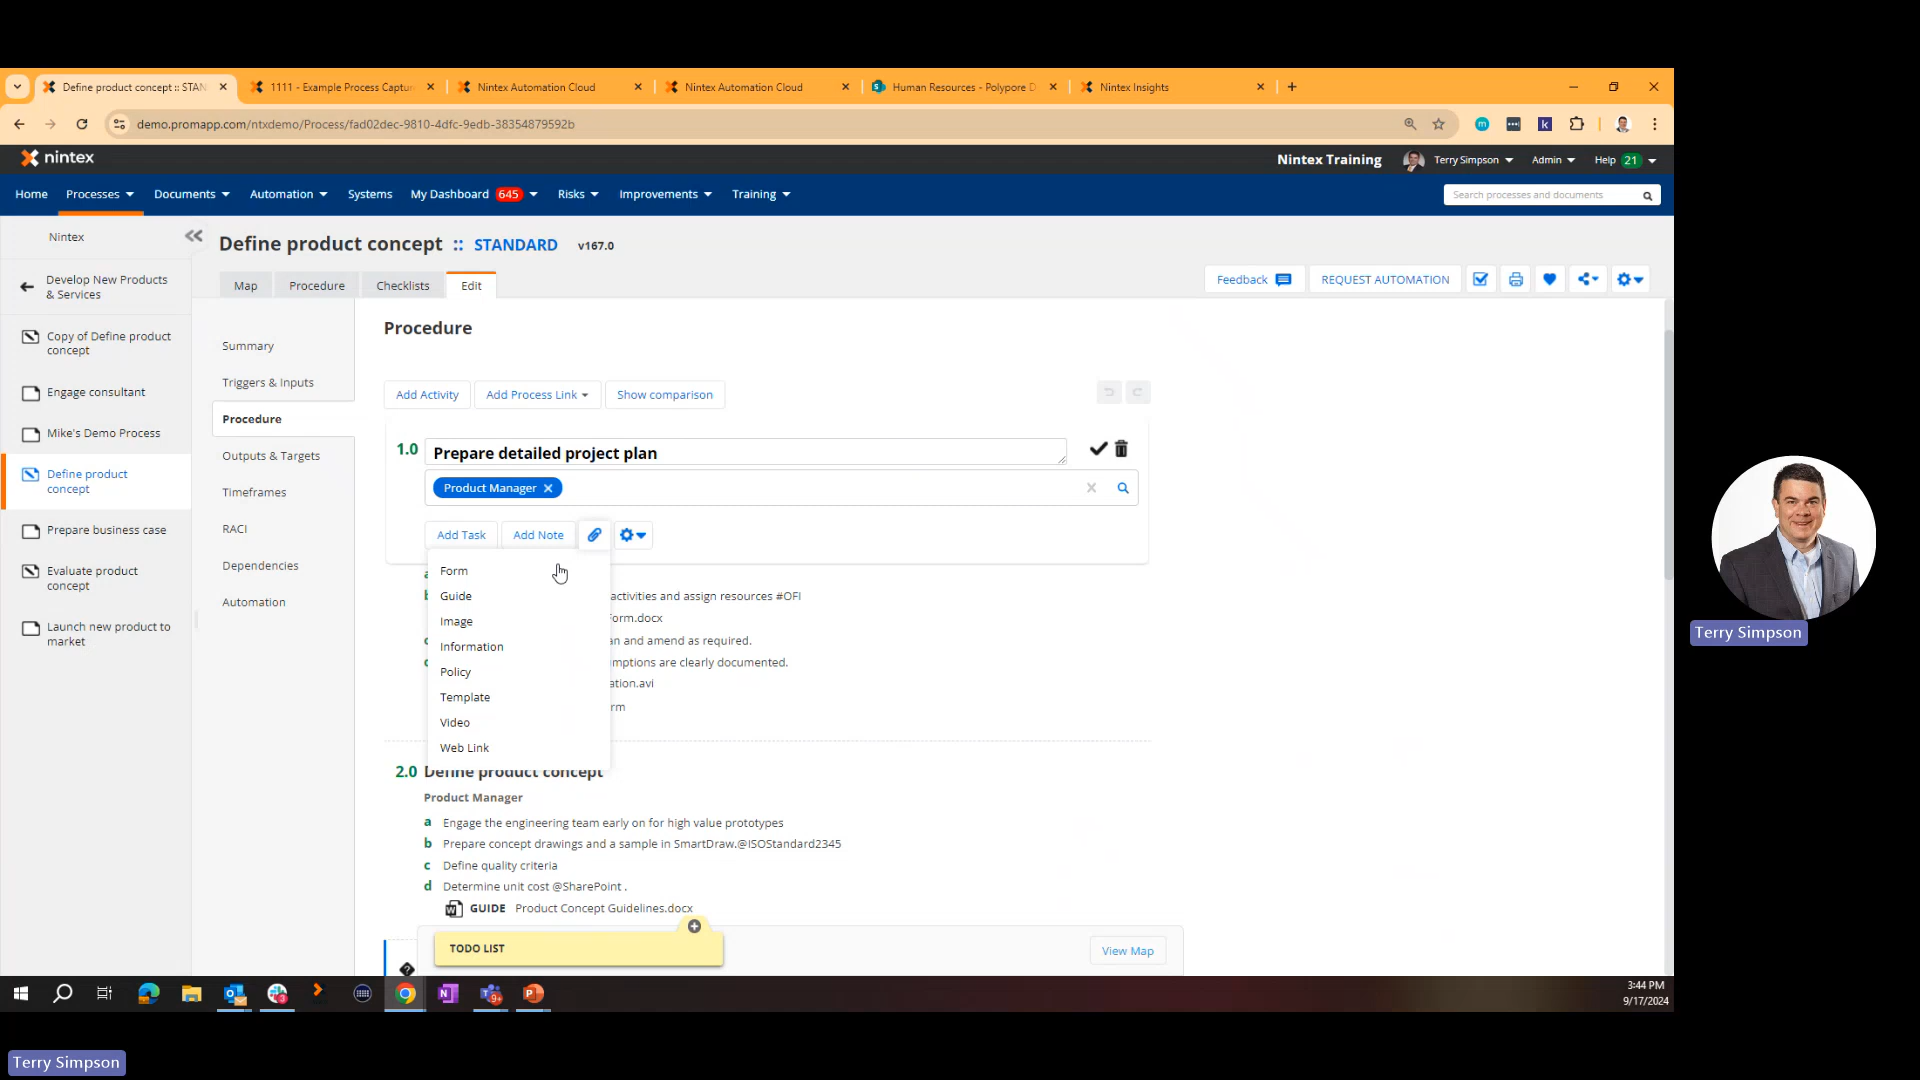 Define product concept :: STAN
1111 - Example Process Captur
Nintex Automation Cloud
Nintex Automation Cloud
Human Resources - Polypore D
Nintex Insights
demo.promapp.com/ntxdemo/Process/fad02dec-9810-4dfc-9edb-38354879592b
nintex
Nintex Training
Terry Simpson
Admin
Help 21
Home
Processes
Documents
Automation
Systems
My Dashboard 645
Risks
Improvements
Training
Search processes and documents
Nintex
Define product concept :: STANDARD v167.0
Develop New Products
& Services
Map
Procedure
Checklists
Edit
Feedback
REQUEST AUTOMATION
Copy of Define product
concept
Engage consultant
Mike's Demo Process
Define product
concept
Prepare business case
Evaluate product
concept
Launch new product to
market
Summary
Triggers & Inputs
Procedure
Outputs & Targets
Timeframes
RACI
Dependencies
Automation
Procedure
Add Activity
Add Process Link
Show comparison
1.0 Prepare detailed project plan
Product Manager
Add Task
Add Note
Form
Guide
Image
Information
Policy
Template
Video
Web Link
activities and assign resources #OFI
Form.docx
an and amend as required.
mptions are clearly documented.
ation.avi
rm
2.0 Define product concept
Product Manager
a Engage the engineering team early on for high value prototypes
b Prepare concept drawings and a sample in SmartDraw.@ISOStandard2345
c Define quality criteria
d Determine unit cost @SharePoint .
GUIDE Product Concept Guidelines.docx
TODO LIST
View Map
3:44 PM
9/17/2024
Terry Simpson
Terry Simpson